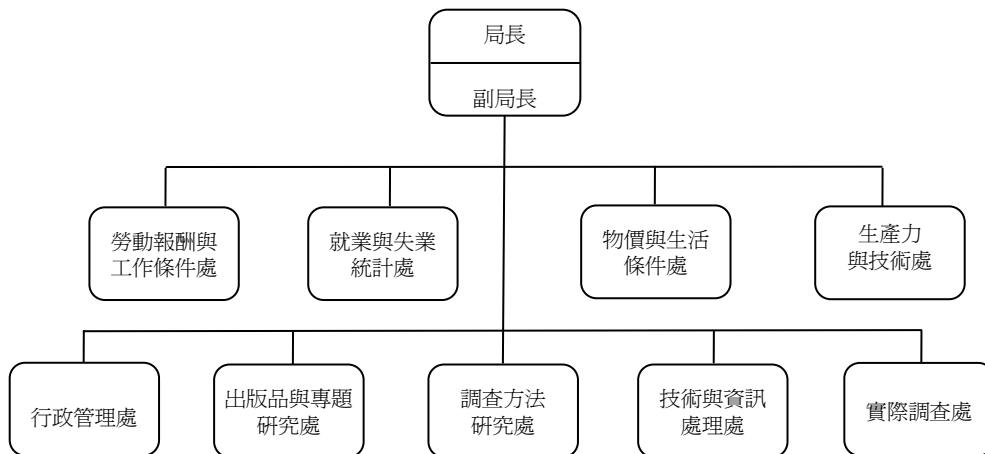 局長
副局長
勞動報酬與
工作條件處
就業與失業
統計處
物價與生活
條件處
生產力
與技術處
行政管理處
出版品與專題
研究處
調查方法
研究處
技術與資訊
處理處
實際調查處